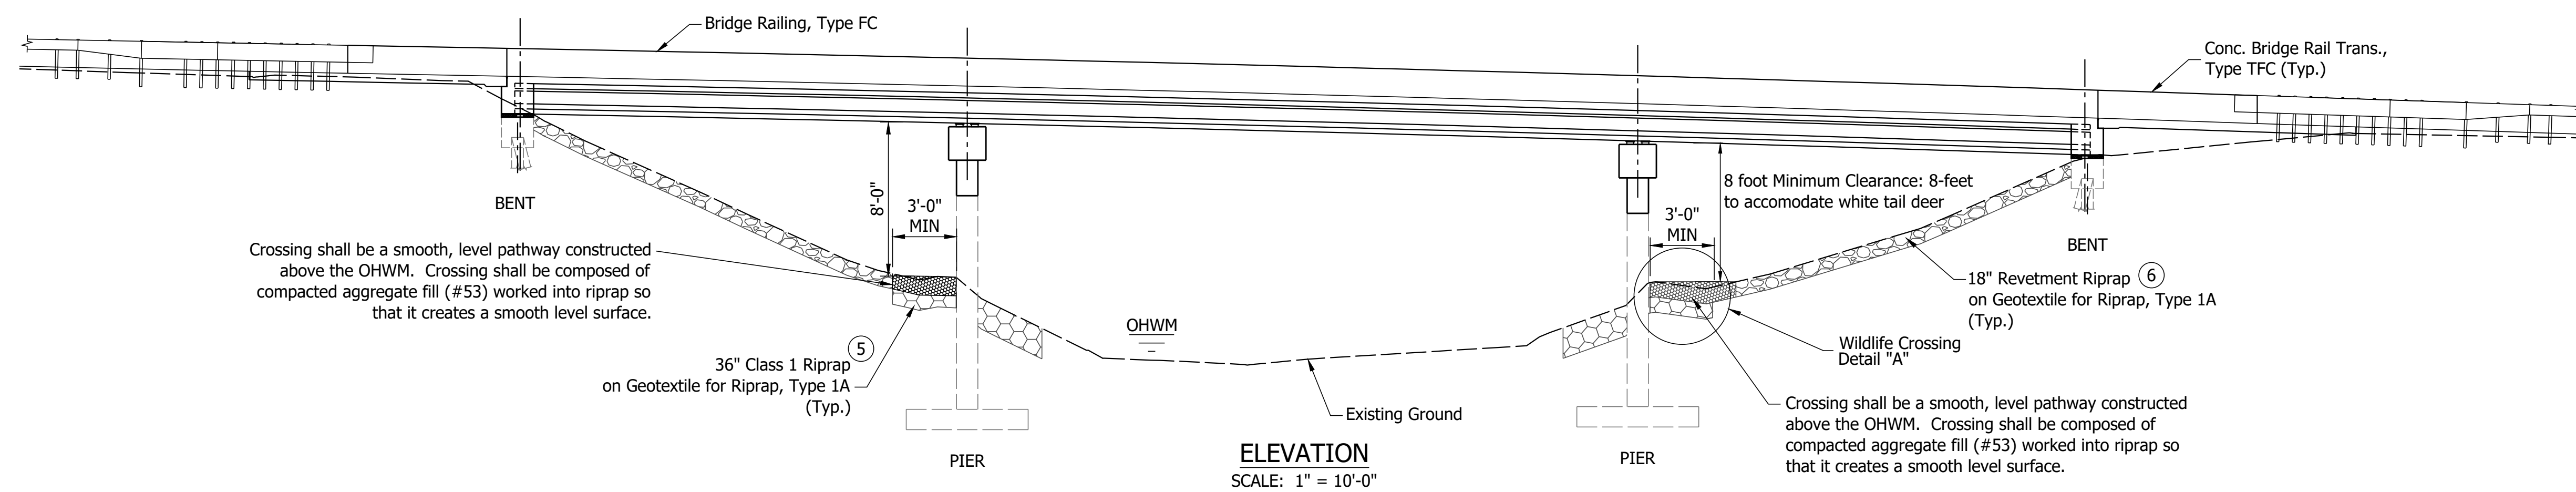 Bridge Railing, Type FC
Conc. Bridge Rail Trans.,
Type TFC (Typ.)
8'-0"
3'-0"
MIN
8 foot Minimum Clearance: 8-feet
to accomodate white tail deer
3'-0"
MIN
BENT
BENT
Crossing shall be a smooth, level pathway constructed
above the OHWM. Crossing shall be composed of
compacted aggregate fill (#53) worked into riprap so
that it creates a smooth level surface.
18" Revetment Riprap 6
on Geotextile for Riprap, Type 1A
(Typ.)
OHWM
5
36" Class 1 Riprap
on Geotextile for Riprap, Type 1A
(Typ.)
Wildlife Crossing
Detail "A"
Existing Ground
Crossing shall be a smooth, level pathway constructed
above the OHWM. Crossing shall be composed of
compacted aggregate fill (#53) worked into riprap so
that it creates a smooth level surface.
PIER
PIER
ELEVATION
SCALE: 1" = 10'-0"